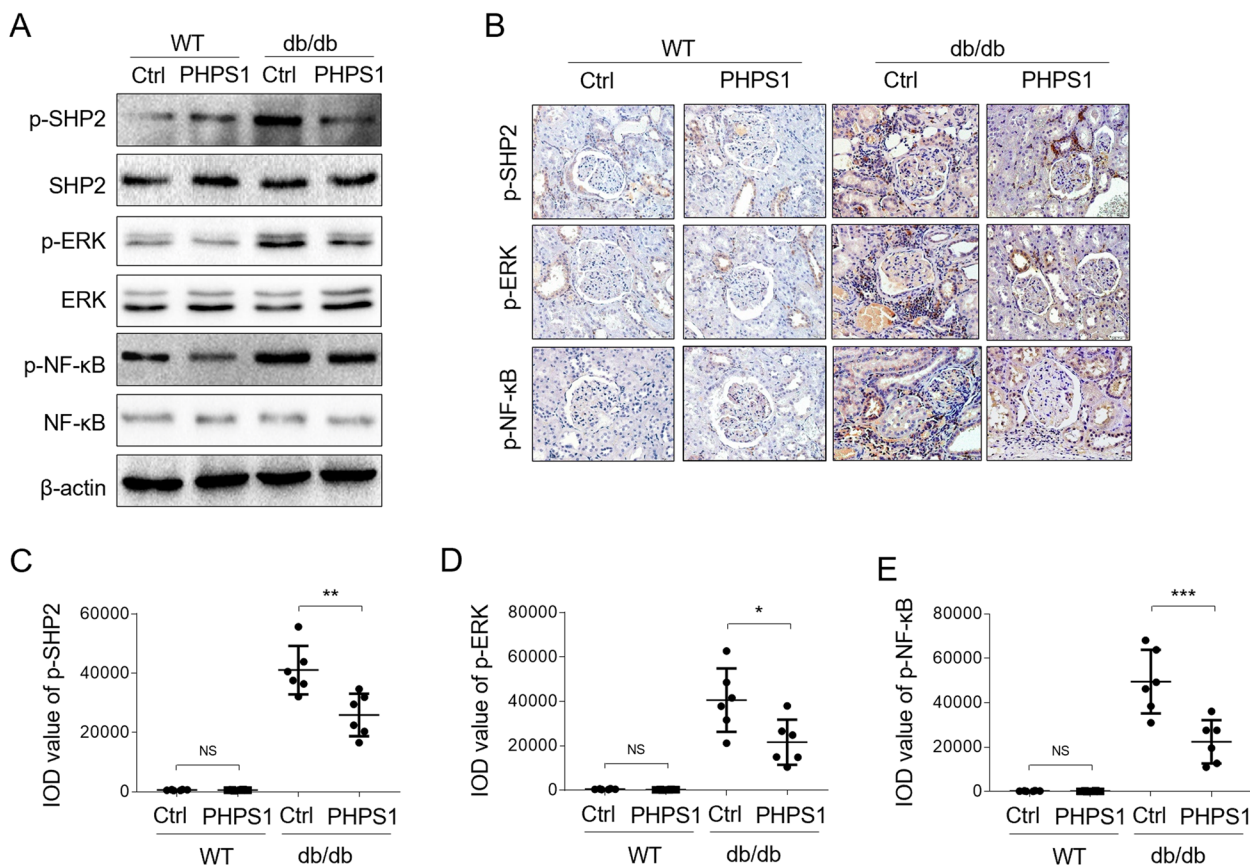 A
WT db/db
Ctrl PHPS1 Ctrl PHPS1
p-SHP2
SHP2
p-ERK
ERK
p-NF-κB
NF-κB
β-actin
B
WT db/db
Ctrl PHPS1 Ctrl PHPS1
p-SHP2
p-ERK
p-NF-κB
C
IOD value of p-SHP2
60000
40000
20000
0
NS
**
Ctrl PHPS1 Ctrl PHPS1
WT db/db
D
IOD value of p-ERK
80000
60000
40000
20000
0
NS
*
Ctrl PHPS1 Ctrl PHPS1
WT db/db
E
IOD value of p-NF-κB
80000
60000
40000
20000
0
NS
***
Ctrl PHPS1 Ctrl PHPS1
WT db/db